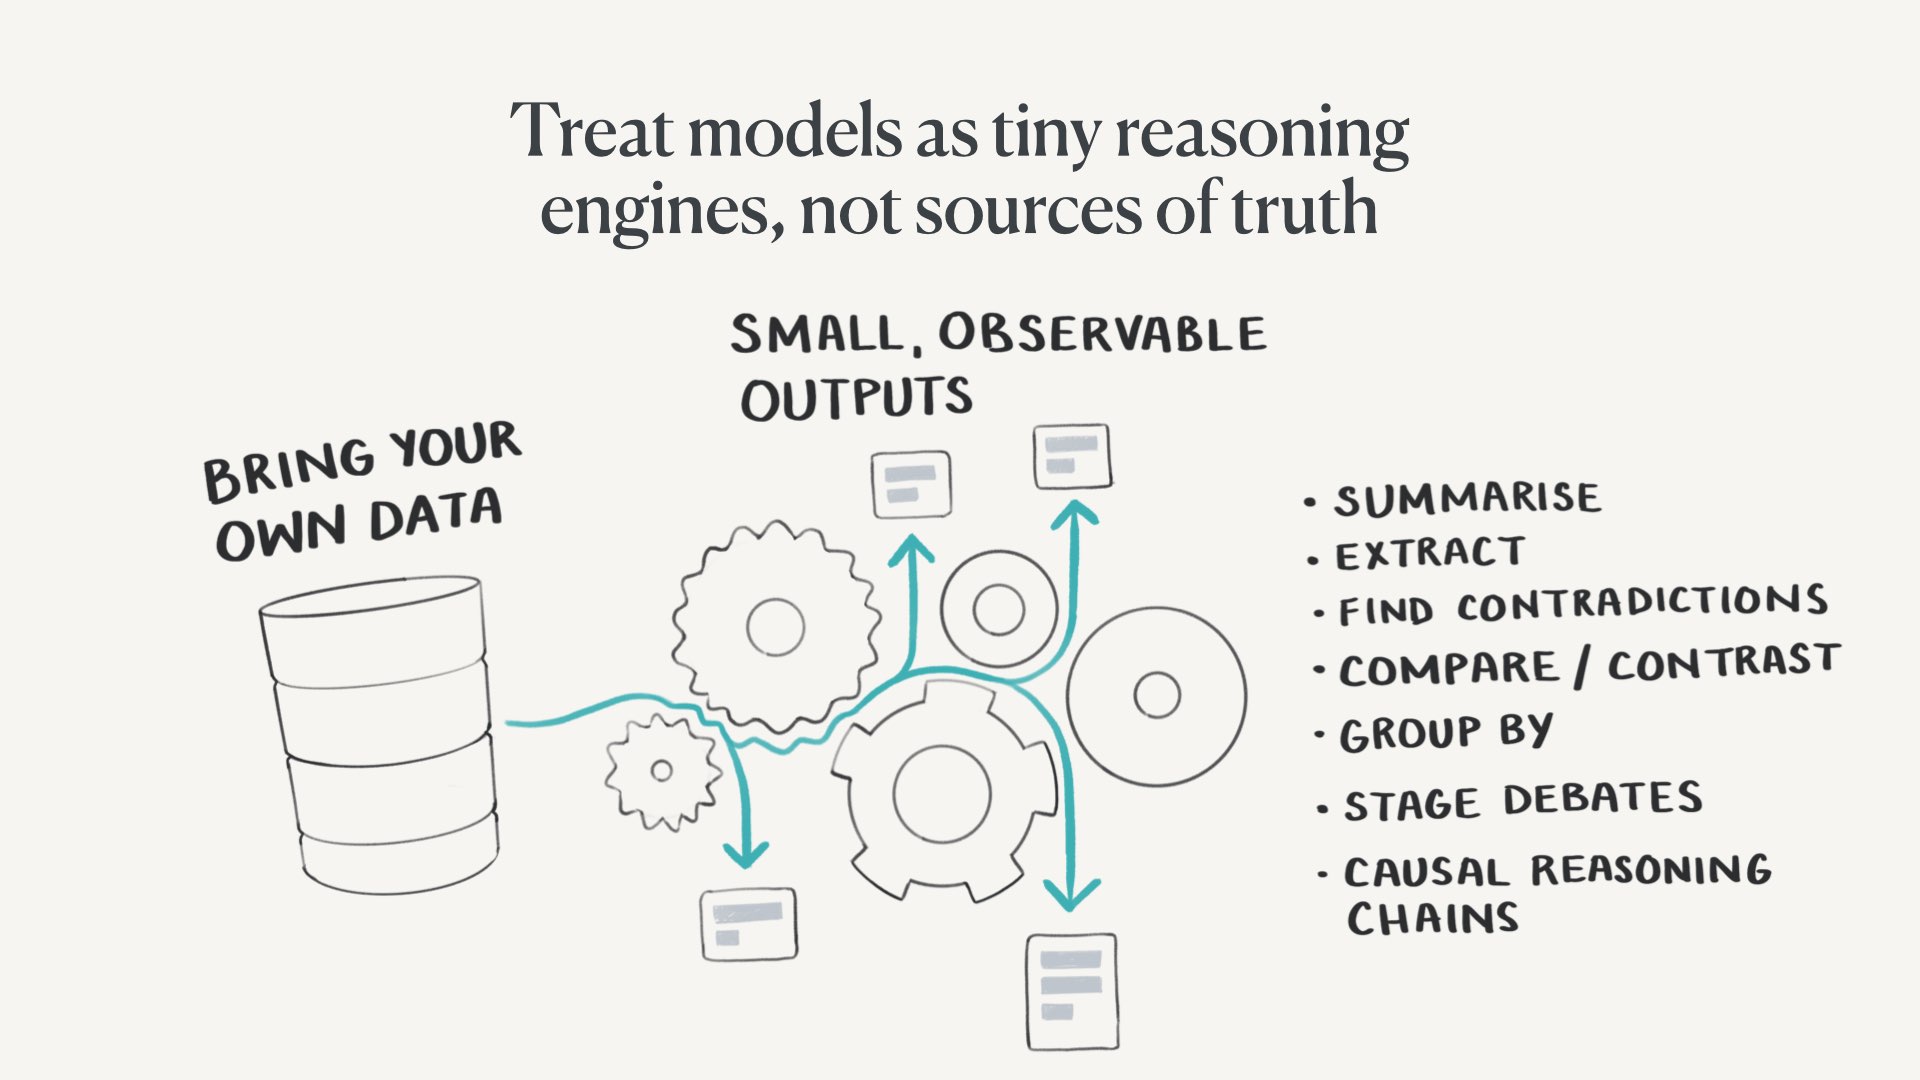 Treat models as tiny reasoning
engines, not sources of truth
SMALL, OBSERVABLE
OUTPUTS
BRING YOUR
OWN DATA
• SUMMARISE
• EXTRACT
• FIND CONTRADICTIONS
• COMPARE / CONTRAST
• GROUP BY
• STAGE DEBATES
• CAUSAL REASONING
CHAINS